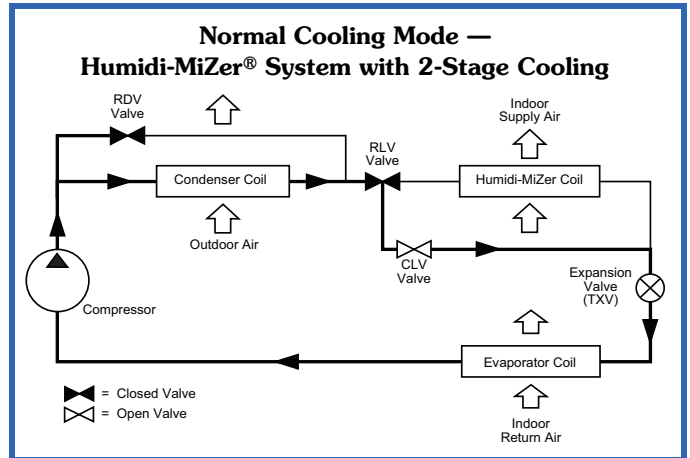 Normal Cooling Mode —
Humidi-MiZer® System with 2-Stage Cooling
RDV
Valve
Indoor
Supply Air
RLV
Valve
Condenser Coil
Humidi-MiZer Coil
Outdoor Air
CLV
Valve
Expansion
Valve
(TXV)
Compressor
Evaporator Coil
= Closed Valve
= Open Valve
Indoor
Return Air